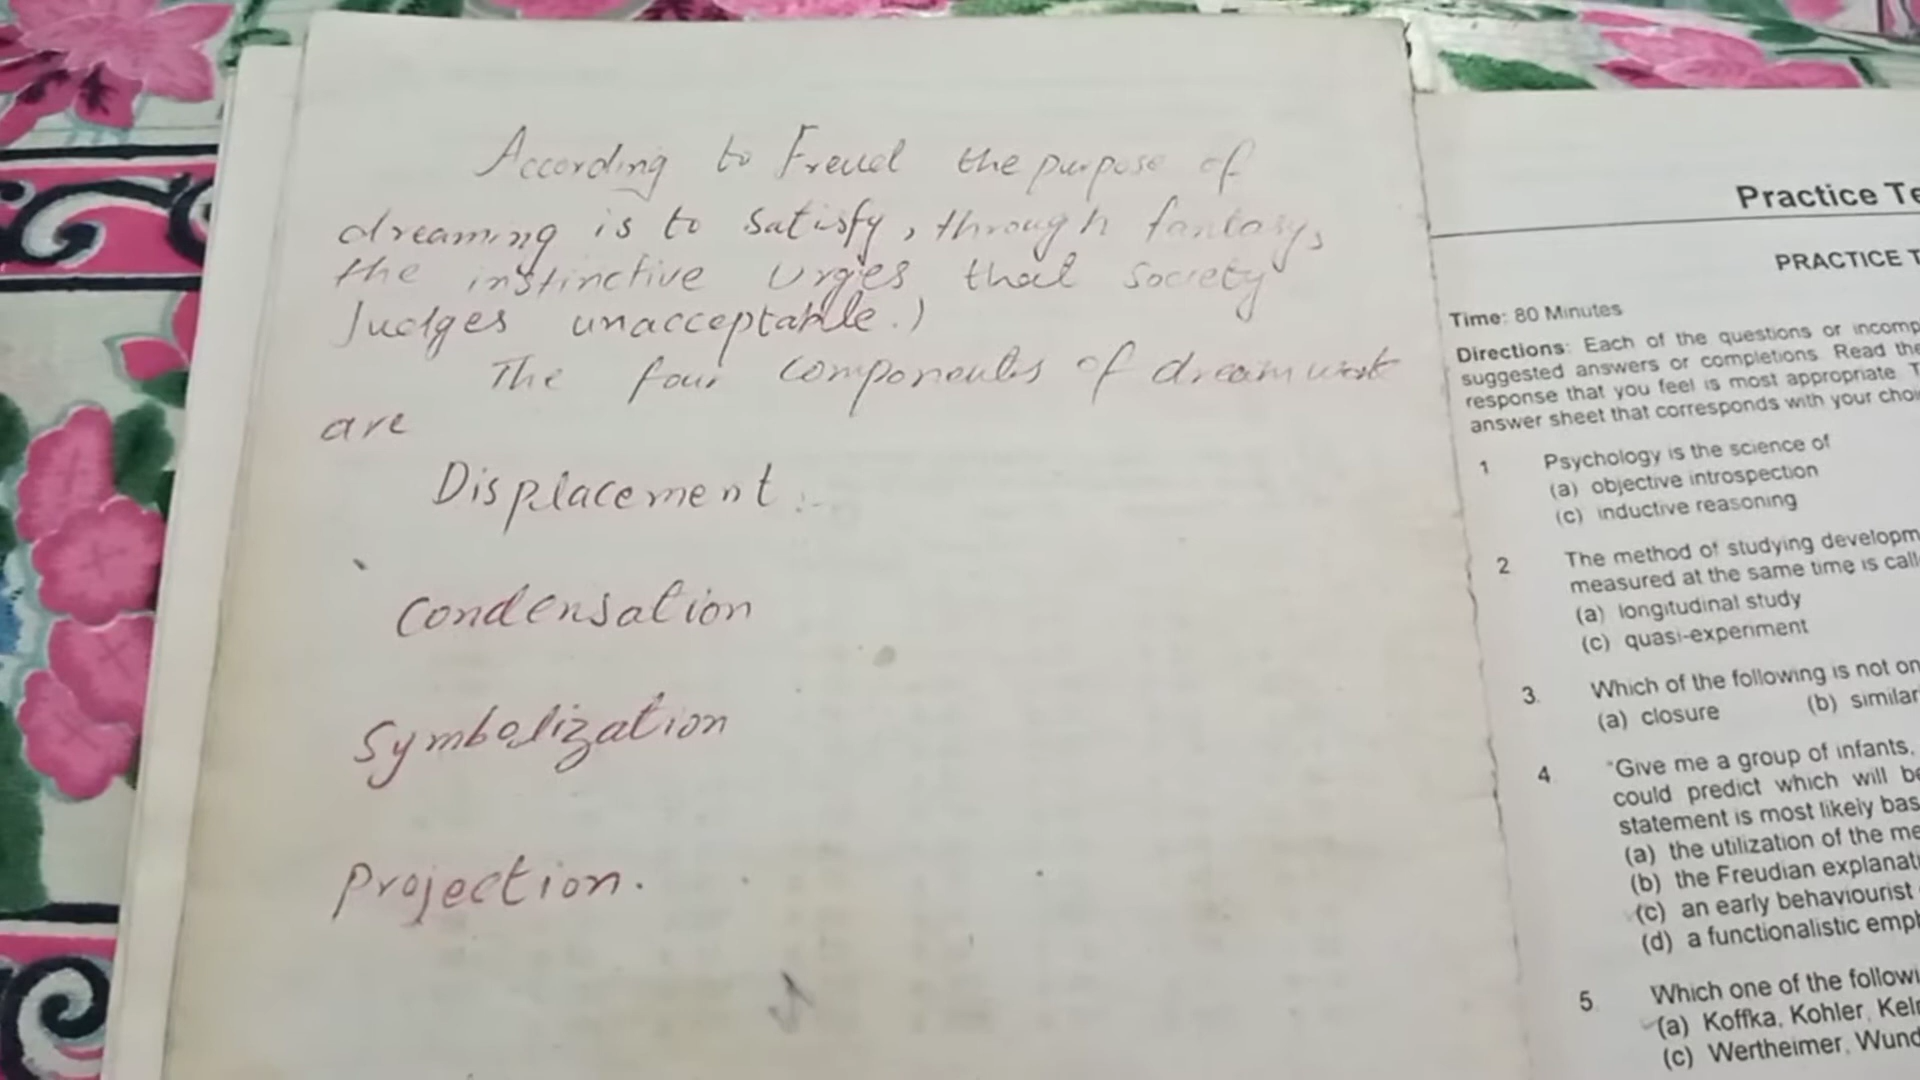 According to Freud the purpose of
dreaming is to satisfy, through fantasy,
the instinctive urges that society
Judges unacceptable.)
The four components of dream work
are
Displacement :-
Condensation
Symbolization
Projection.
Practice Te
PRACTICE T
Time: 80 Minutes
Directions: Each of the questions or incomp
suggested answers or completions. Read the
response that you feel is most appropriate. T
answer sheet that corresponds with your choi
1 Psychology is the science of
(a) objective introspection
(c) inductive reasoning
2 The method of studying developm
measured at the same time is call
(a) longitudinal study
(c) quasi-experiment
3. Which of the following is not on
(a) closure (b) similar
4. "Give me a group of infants,
could predict which will be
statement is most likely bas
(a) the utilization of the me
(b) the Freudian explanati
(c) an early behaviourist
(d) a functionalistic emph
5. Which one of the followi
(a) Koffka, Kohler, Keln
(c) Wertheimer, Wund